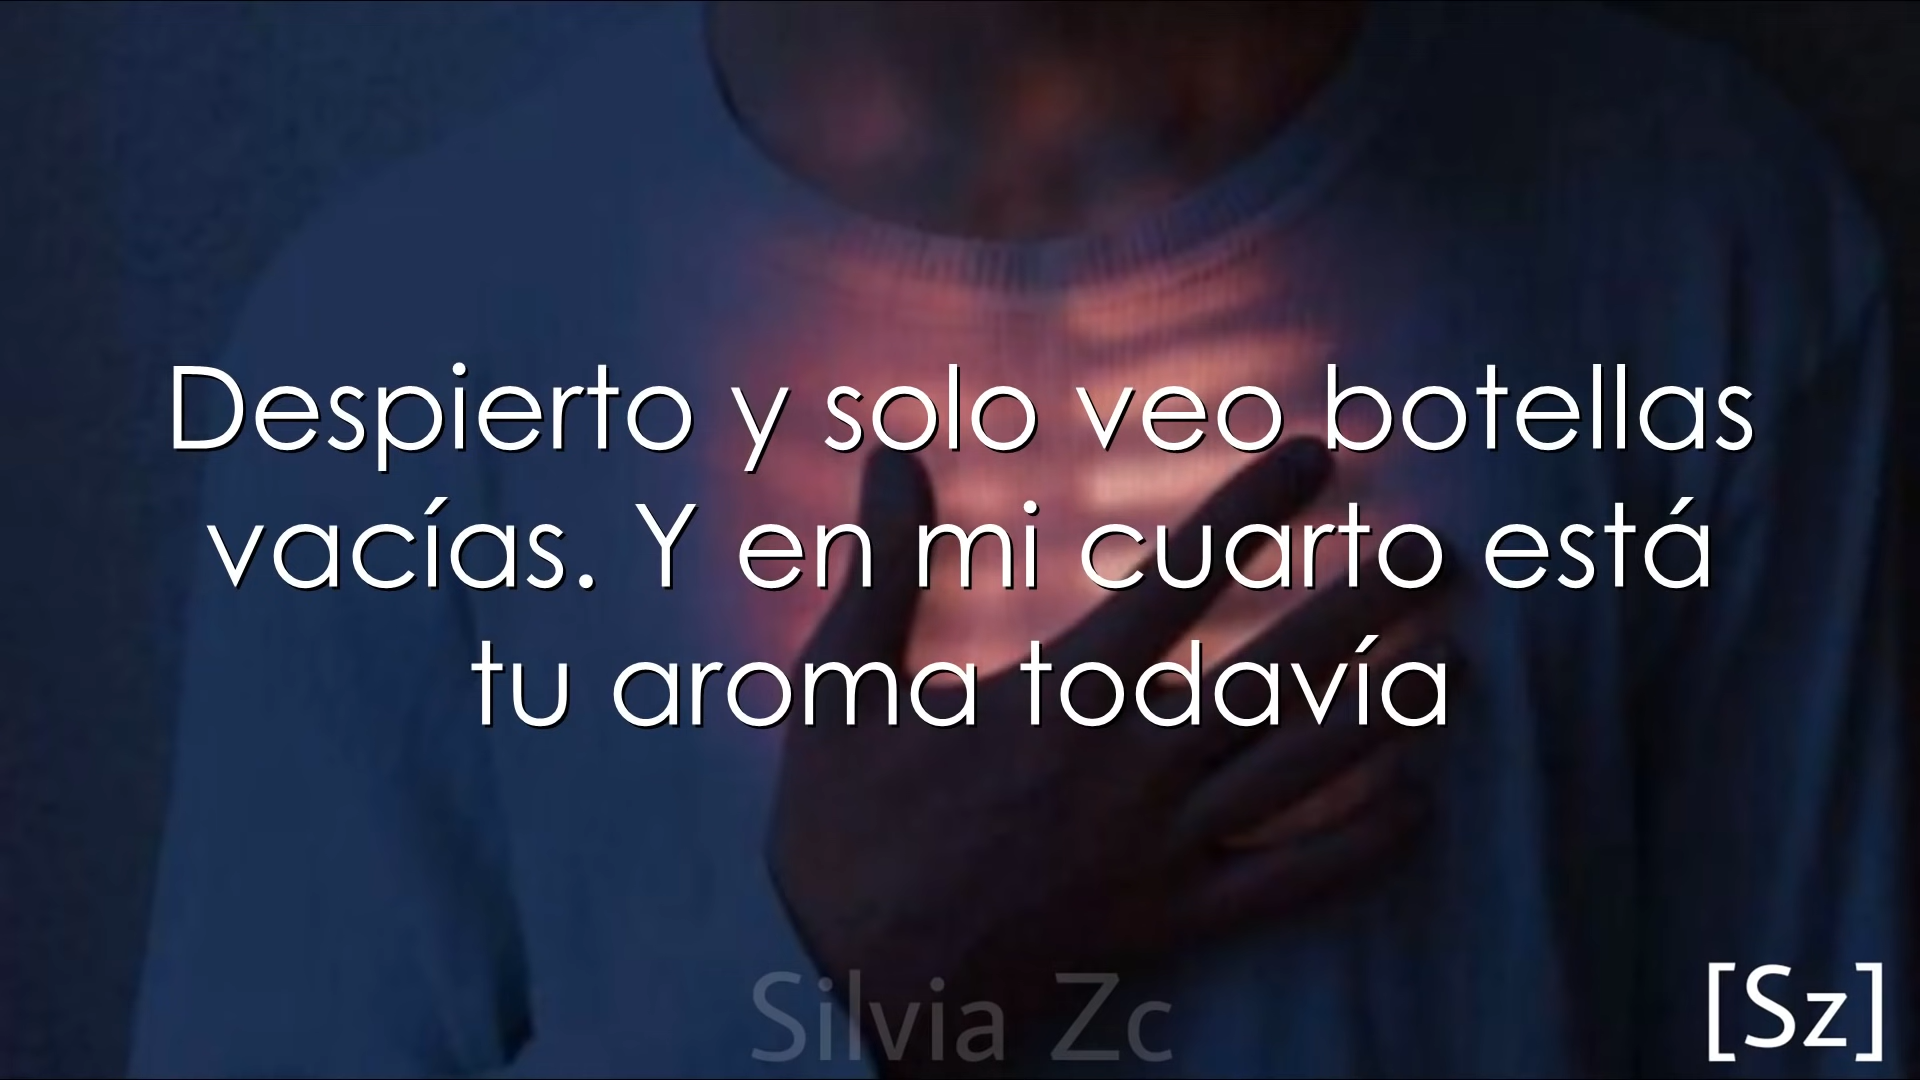 Despierto y solo veo botellas
vacías. Y en mi cuarto está
tu aroma todavía
Silvia Zc
[Sz]